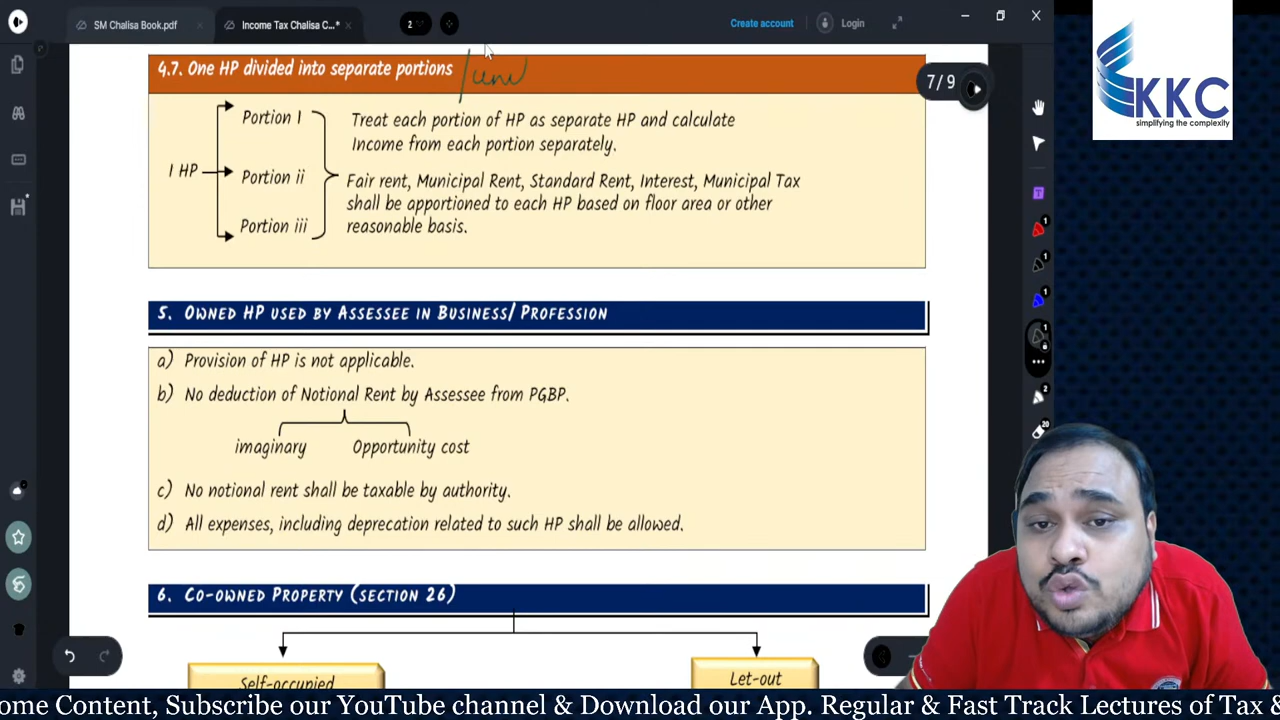 SM Chalisa Book.pdf
Income Tax Chalisa C...*
2
Create account
Login
4.7. One HP divided into separate portions
7/9
KKC
simplifying the complexity
1 HP
Portion 1
Portion ii
Portion iii
Treat each portion of HP as separate HP and calculate
Income from each portion separately.
Fair rent, Municipal Rent, Standard Rent, Interest, Municipal Tax
shall be apportioned to each HP based on floor area or other
reasonable basis.
5. OWNED HP USED BY ASSESSEE IN BUSINESS/ PROFESSION
a) Provision of HP is not applicable.
b) No deduction of Notional Rent by Assessee from PGBP.
imaginary Opportunity cost
c) No notional rent shall be taxable by authority.
d) All expenses, including deprecation related to such HP shall be allowed.
6. CO-OWNED PROPERTY (SECTION 26)
Self-occupied
Let-out
ome Content, Subscribe our YouTube channel & Download our App. Regular & Fast Track Lectures of Tax &